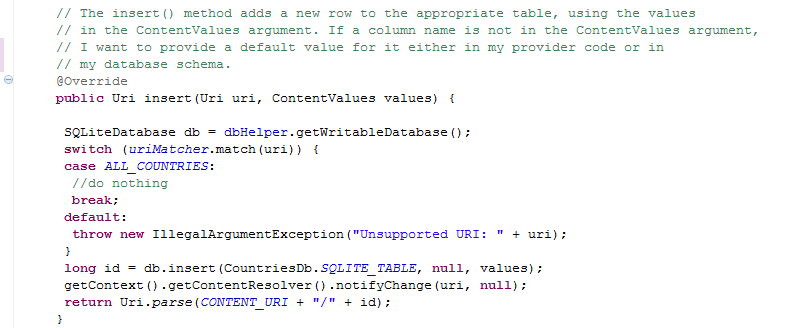 // The insert() method adds a new row to the appropriate table, using the values
// in the ContentValues argument. If a column name is not in the ContentValues argument,
// I want to provide a default value for it either in my provider code or in
// my database schema.
@Override
public Uri insert(Uri uri, ContentValues values) {
SQLiteDatabase db = dbHelper.getWritableDatabase();
switch (uriMatcher.match(uri)) {
case ALL_COUNTRIES:
//do nothing
break;
default:
throw new IllegalArgumentException("Unsupported URI: " + uri);
}
long id = db.insert(CountriesDb.SQLITE_TABLE, null, values);
getContext().getContentResolver().notifyChange(uri, null);
return Uri.parse(CONTENT_URI + "/" + id);
}